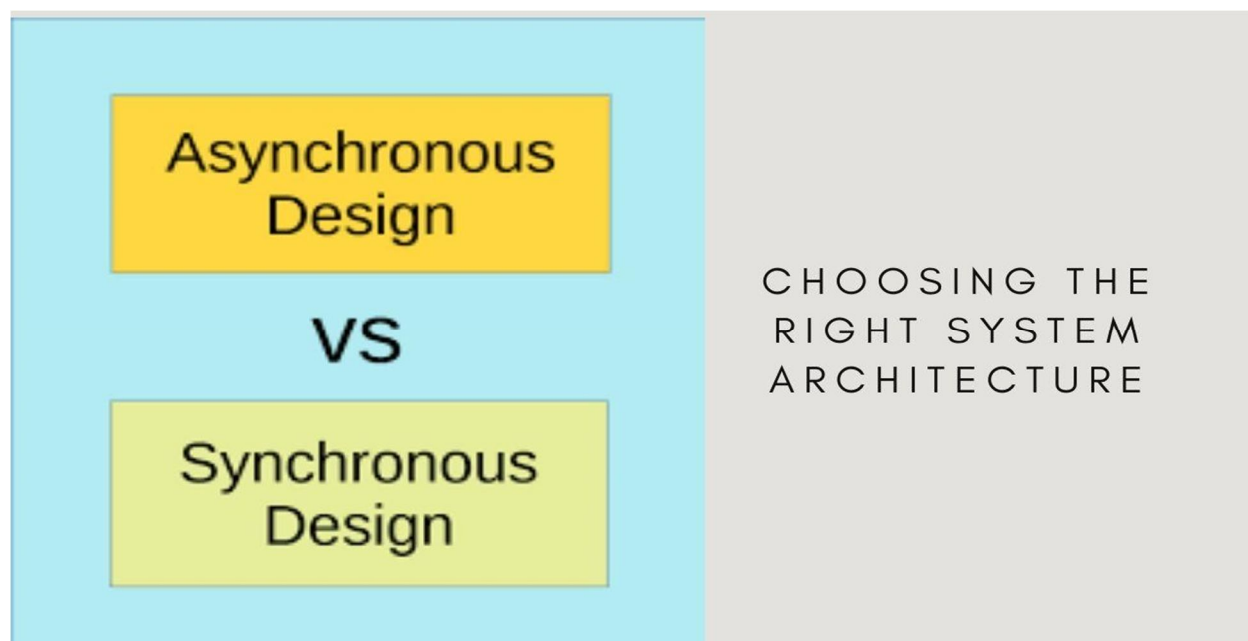 Asynchronous
Design
VS
Synchronous
Design
CHOOSING THE
RIGHT SYSTEM
ARCHITECTURE